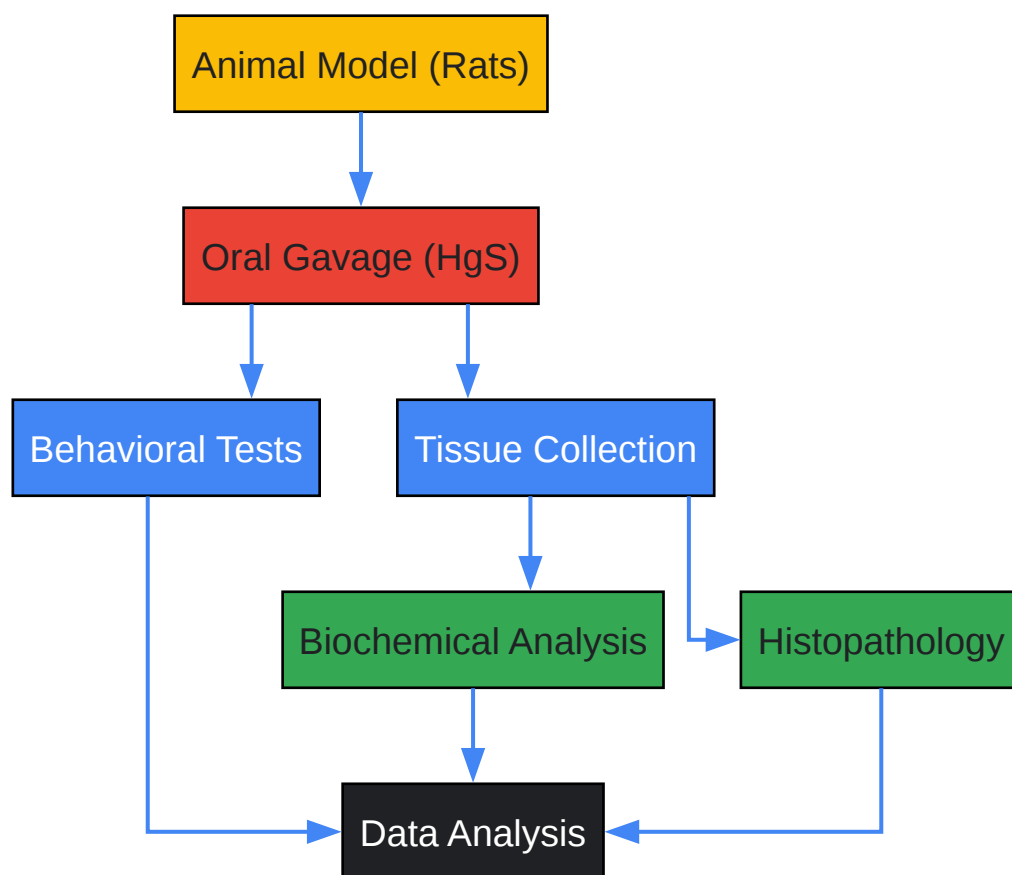 Animal Model (Rats)
Oral Gavage (HgS)
Behavioral Tests
Tissue Collection
Biochemical Analysis
Histopathology
Data Analysis